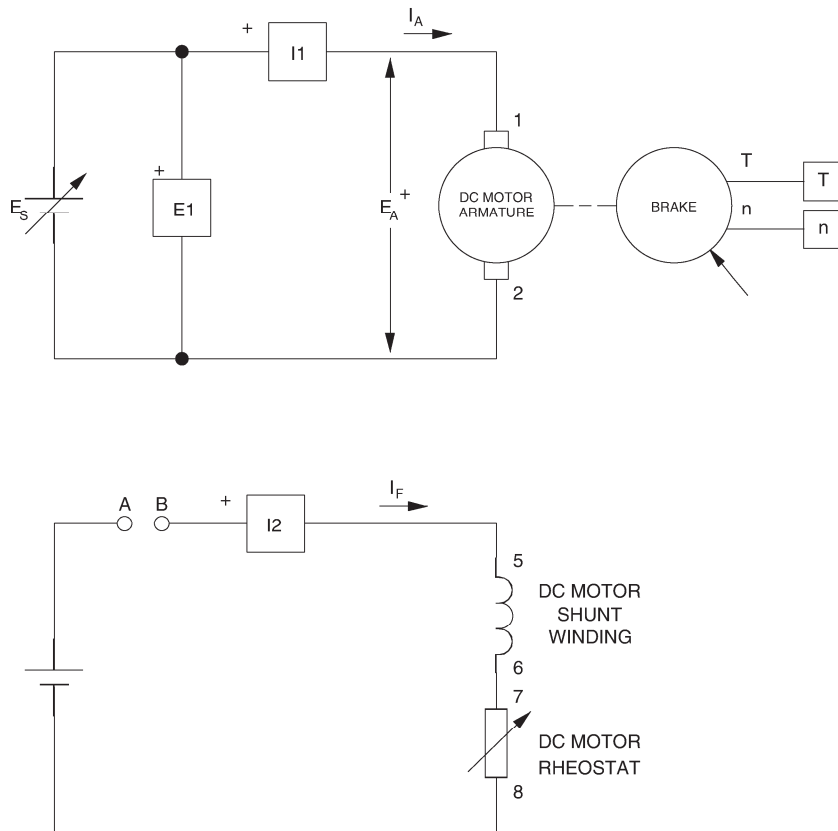 I_A
+
I1
1
+
E1
E_S
E_A
+
DC MOTOR
ARMATURE
BRAKE
T
T
n
n
2
A
B
+
I2
I_F
5
DC MOTOR
SHUNT
WINDING
6
7
DC MOTOR
RHEOSTAT
8